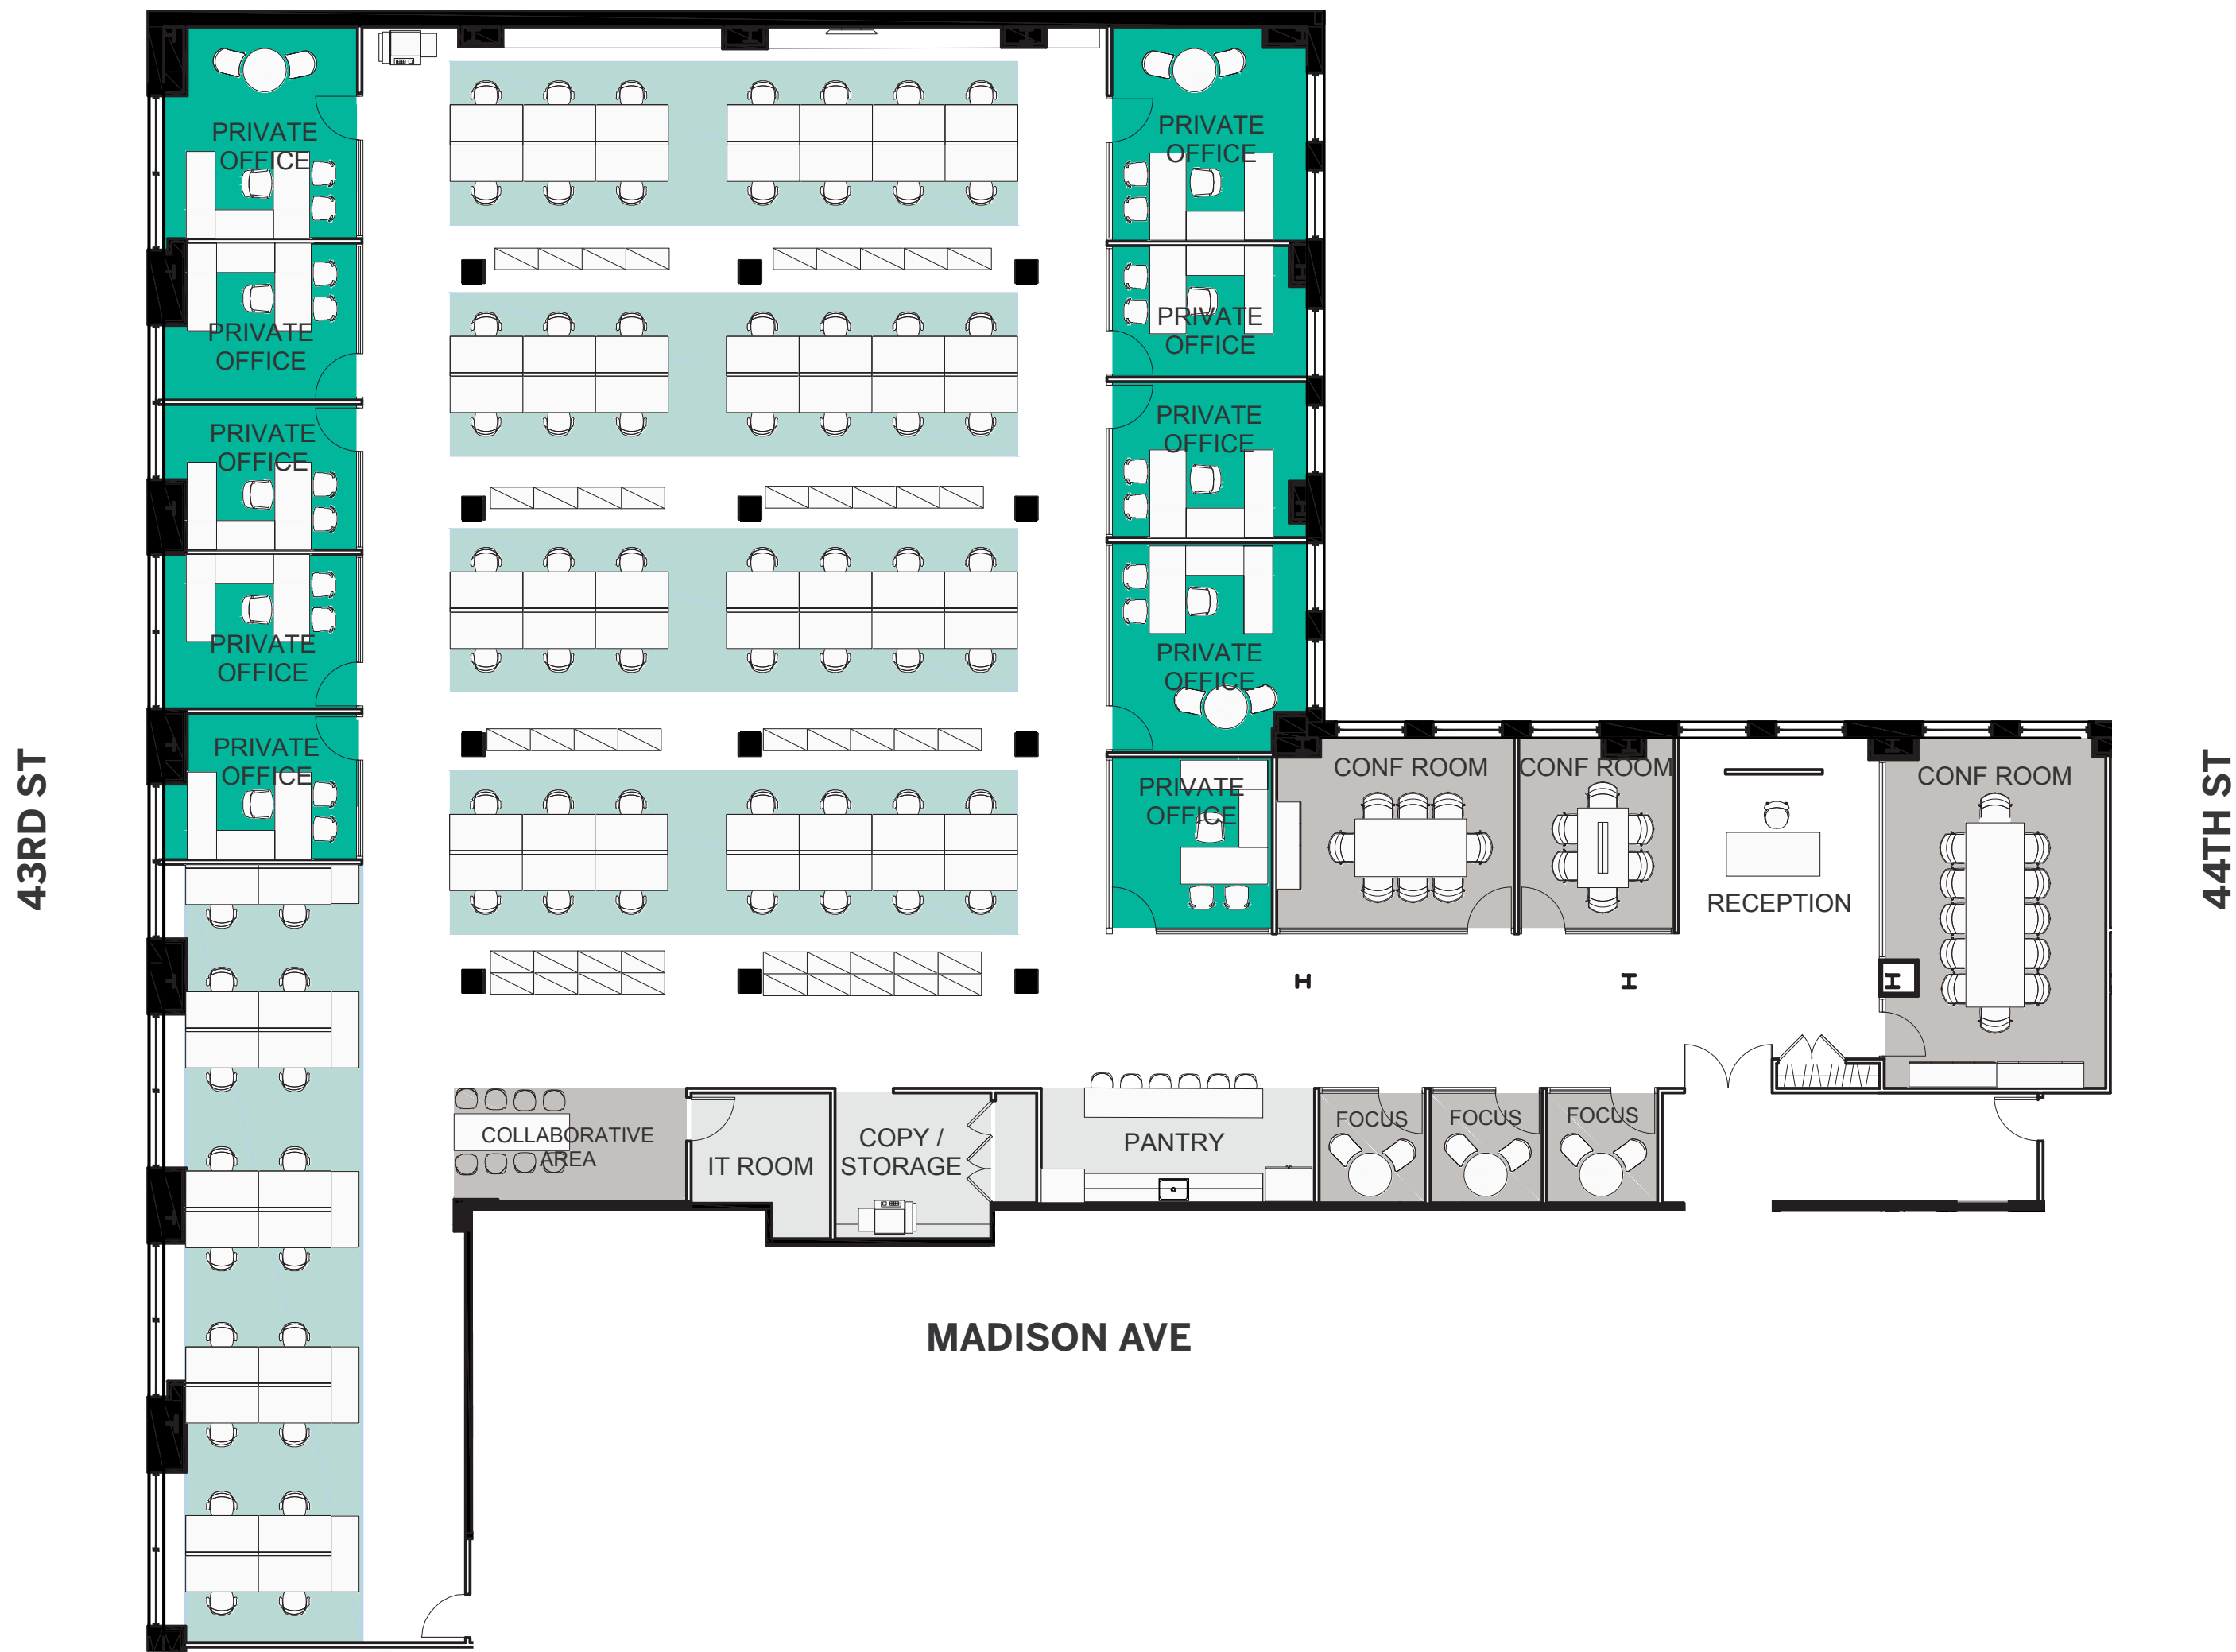 PRIVATE
OFFICE
PRIVATE
OFFICE
PRIVATE
OFFICE
PRIVATE
OFFICE
PRIVATE
OFFICE
PRIVATE
OFFICE
PRIVATE
OFFICE
PRIVATE
OFFICE
PRIVATE
OFFICE
PRIVATE
OFFICE
43RD ST
44TH ST
CONF ROOM
CONF ROOM
CONF ROOM
RECEPTION
COLLABORATIVE
AREA
IT ROOM
COPY /
STORAGE
PANTRY
FOCUS
FOCUS
FOCUS
MADISON AVE